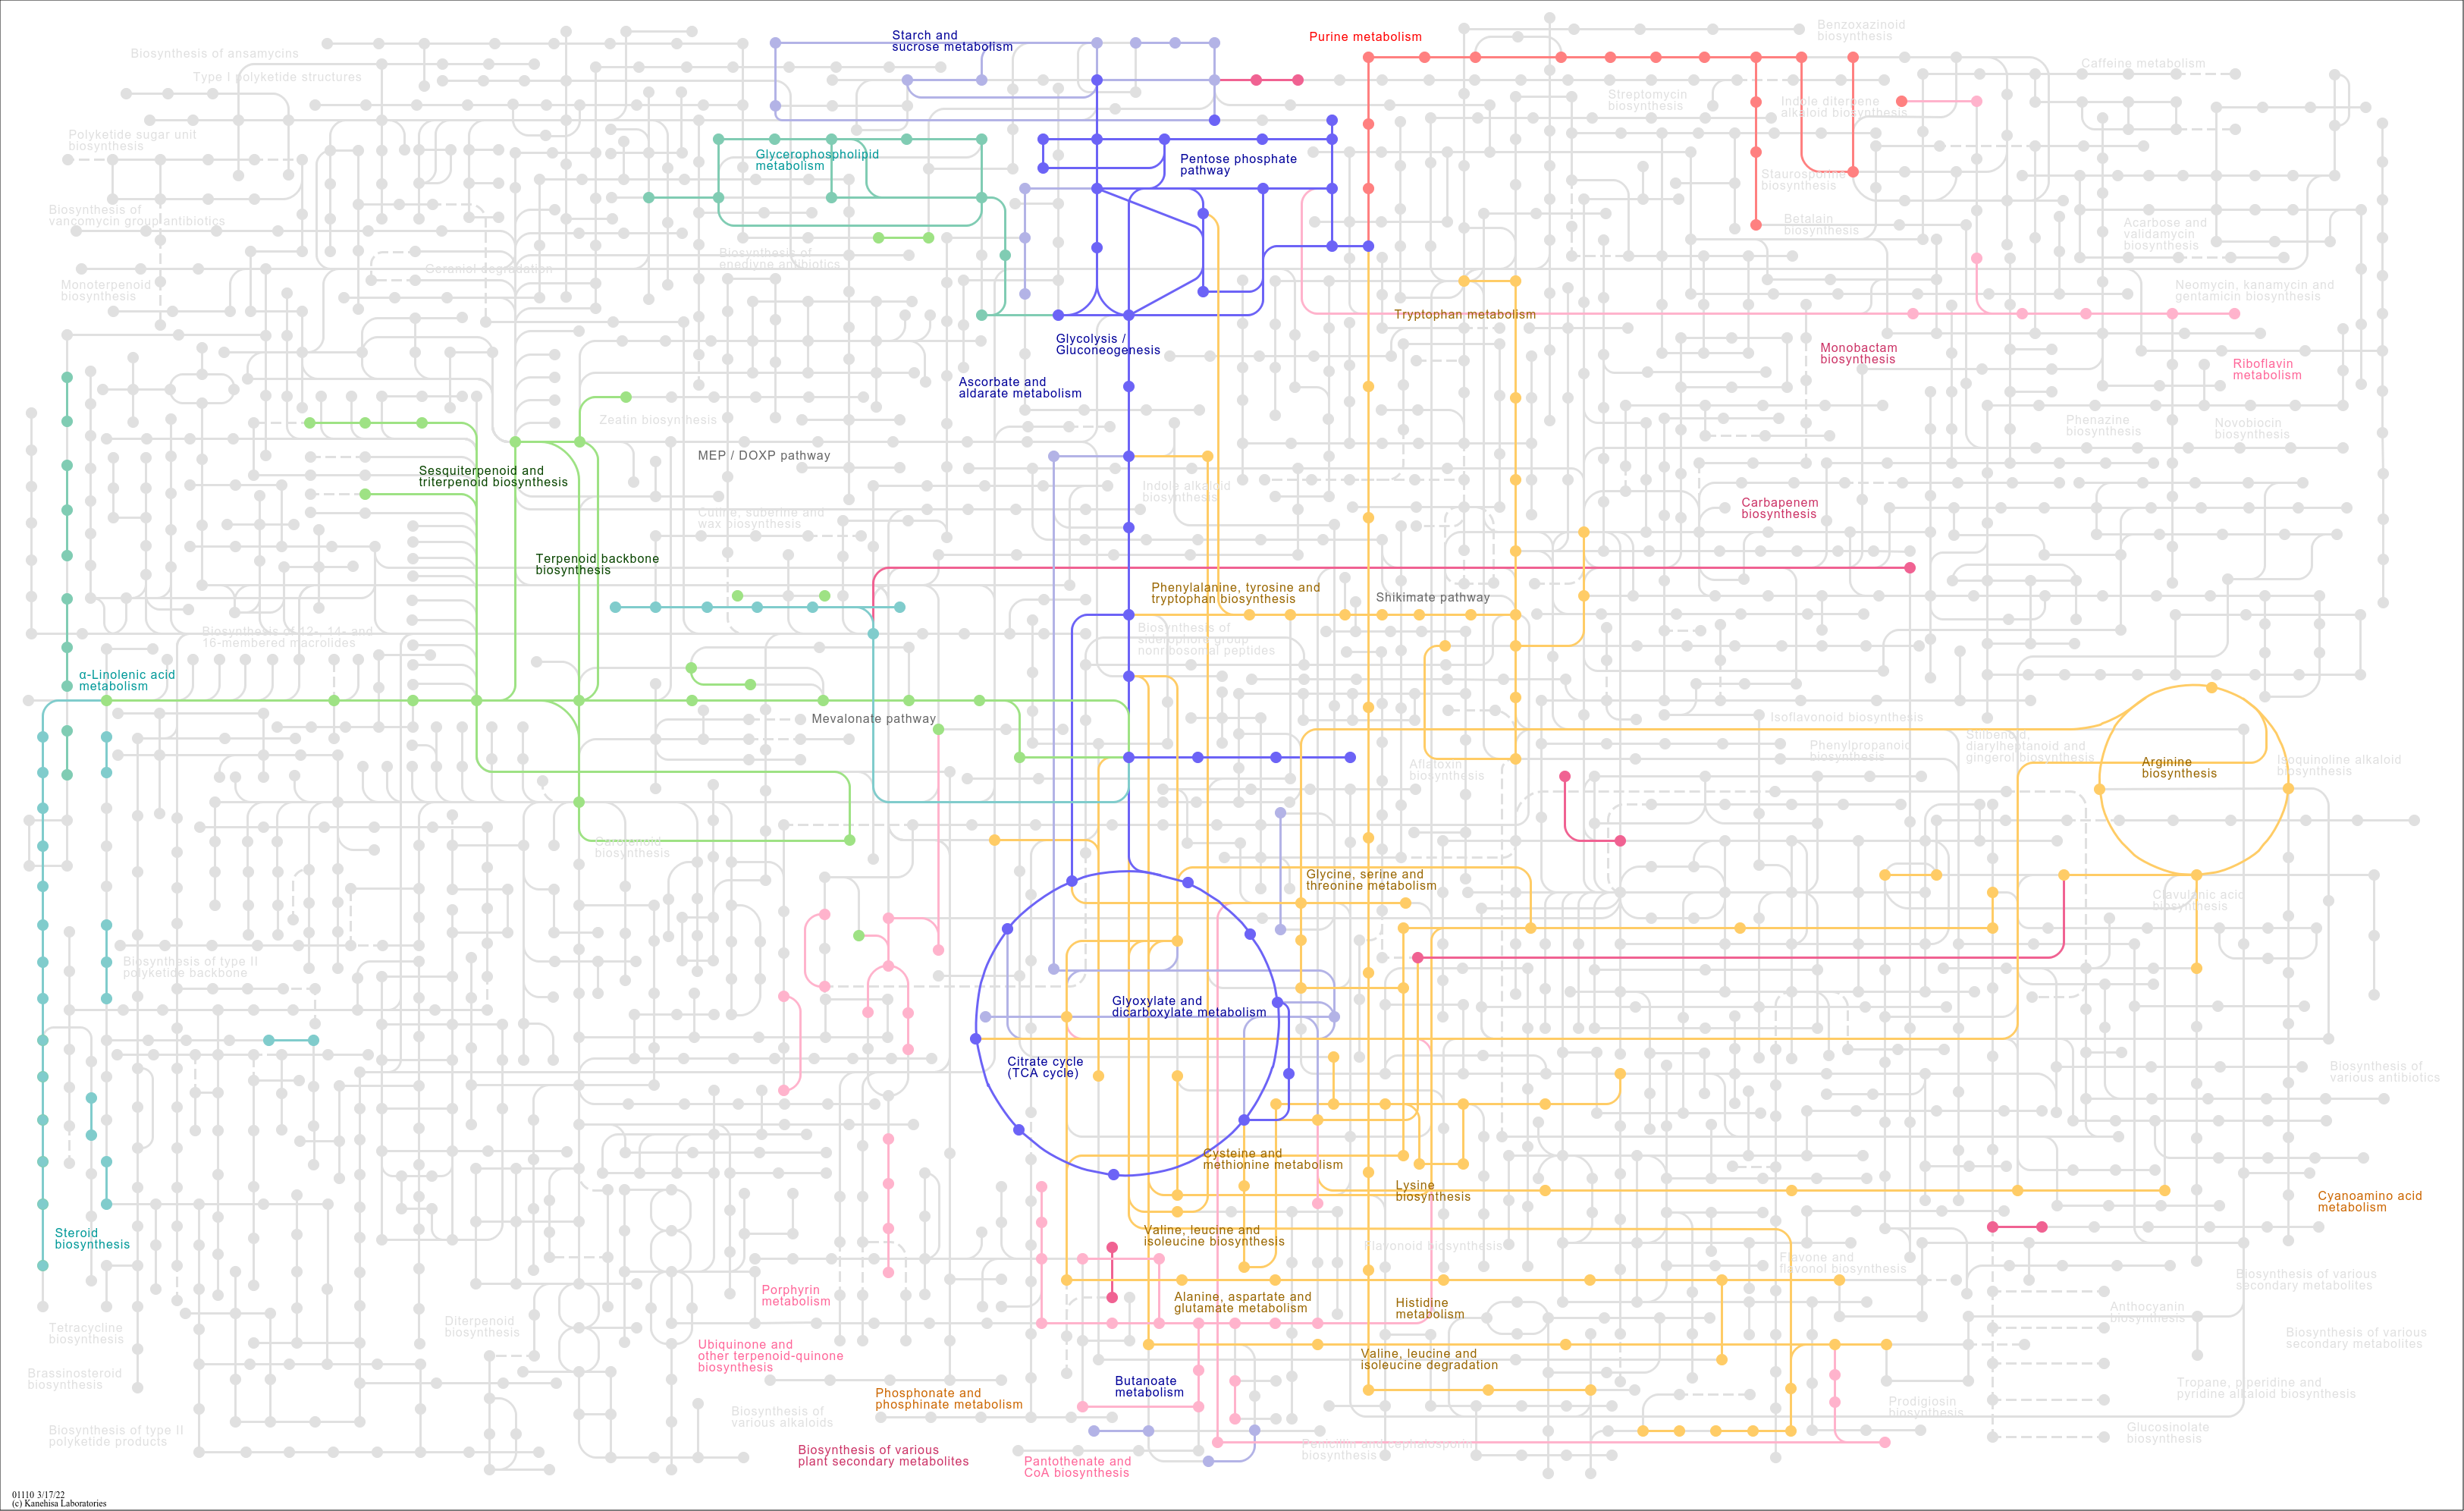 Benzoxazinoid
biosynthesis
Starch and
sucrose metabolism
Purine metabolism
Biosynthesis of ansamycins
Caffeine metabolism
Type I polyketide structures
Streptomycin
biosynthesis
Indole diterpene
alkaloid biosynthesis
Polyketide sugar unit
biosynthesis
Glycerophospholipid
metabolism
Pentose phosphate
pathway
Staurosporine
biosynthesis
Biosynthesis of
vancomycin group antibiotics
Betalain
biosynthesis
Acarbose and
validamycin
biosynthesis
Biosynthesis of
enediyne antibiotics
Geraniol degradation
Monoterpenoid
biosynthesis
Neomycin, kanamycin and
gentamicin biosynthesis
Tryptophan metabolism
Glycolysis /
Gluconeogenesis
Monobactam
biosynthesis
Riboflavin
metabolism
Ascorbate and
aldarate metabolism
Zeatin biosynthesis
Phenazine
biosynthesis
Novobiocin
biosynthesis
MEP / DOXP pathway
Sesquiterpenoid and
triterpenoid biosynthesis
Indole alkaloid
biosynthesis
Carbapenem
biosynthesis
Cutine, suberine and
wax biosynthesis
Terpenoid backbone
biosynthesis
Phenylalanine, tyrosine and
tryptophan biosynthesis
Shikimate pathway
Biosynthesis of 12-, 14- and
16-membered macrolides
Biosynthesis of
siderophore group
nonribosomal peptides
α-Linolenic acid
metabolism
Mevalonate pathway
Isoflavonoid biosynthesis
Phenylpropanoid
biosynthesis
Stilbenoid,
diarylheptanoid and
gingerol biosynthesis
Aflatoxin
biosynthesis
Arginine
biosynthesis
Isoquinoline alkaloid
biosynthesis
Carotenoid
biosynthesis
Glycine, serine and
threonine metabolism
Clavulanic acid
biosynthesis
Biosynthesis of type II
polyketide backbone
Glyoxylate and
dicarboxylate metabolism
Citrate cycle
(TCA cycle)
Biosynthesis of
various antibiotics
Cysteine and
methionine metabolism
Lysine
biosynthesis
Cyanoamino acid
metabolism
Steroid
biosynthesis
Valine, leucine and
isoleucine biosynthesis
Flavonoid biosynthesis
Flavone and
flavonol biosynthesis
Biosynthesis of various
secondary metabolites
Porphyrin
metabolism
Alanine, aspartate and
glutamate metabolism
Histidine
metabolism
Anthocyanin
biosynthesis
Tetracycline
biosynthesis
Diterpenoid
biosynthesis
Biosynthesis of various
secondary metabolites
Ubiquinone and
other terpenoid-quinone
biosynthesis
Valine, leucine and
isoleucine degradation
Brassinosteroid
biosynthesis
Butanoate
metabolism
Tropane, piperidine and
pyridine alkaloid biosynthesis
Phosphonate and
phosphinate metabolism
Prodigiosin
biosynthesis
Biosynthesis of
various alkaloids
Biosynthesis of type II
polyketide products
Glucosinolate
biosynthesis
Biosynthesis of various
plant secondary metabolites
Penicillin and cephalosporin
biosynthesis
Pantothenate and
CoA biosynthesis
01110 3/17/22
(c) Kanehisa Laboratories